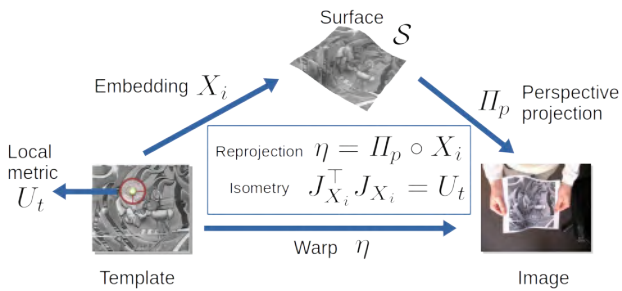 Surface
𝒮
Embedding X_i
Π_p Perspective
projection
Reprojection η = Π_p ∘ X_i
Isometry J_{X_i}^⊤ J_{X_i} = U_t
Local
metric
U_t
Warp η
Template
Image